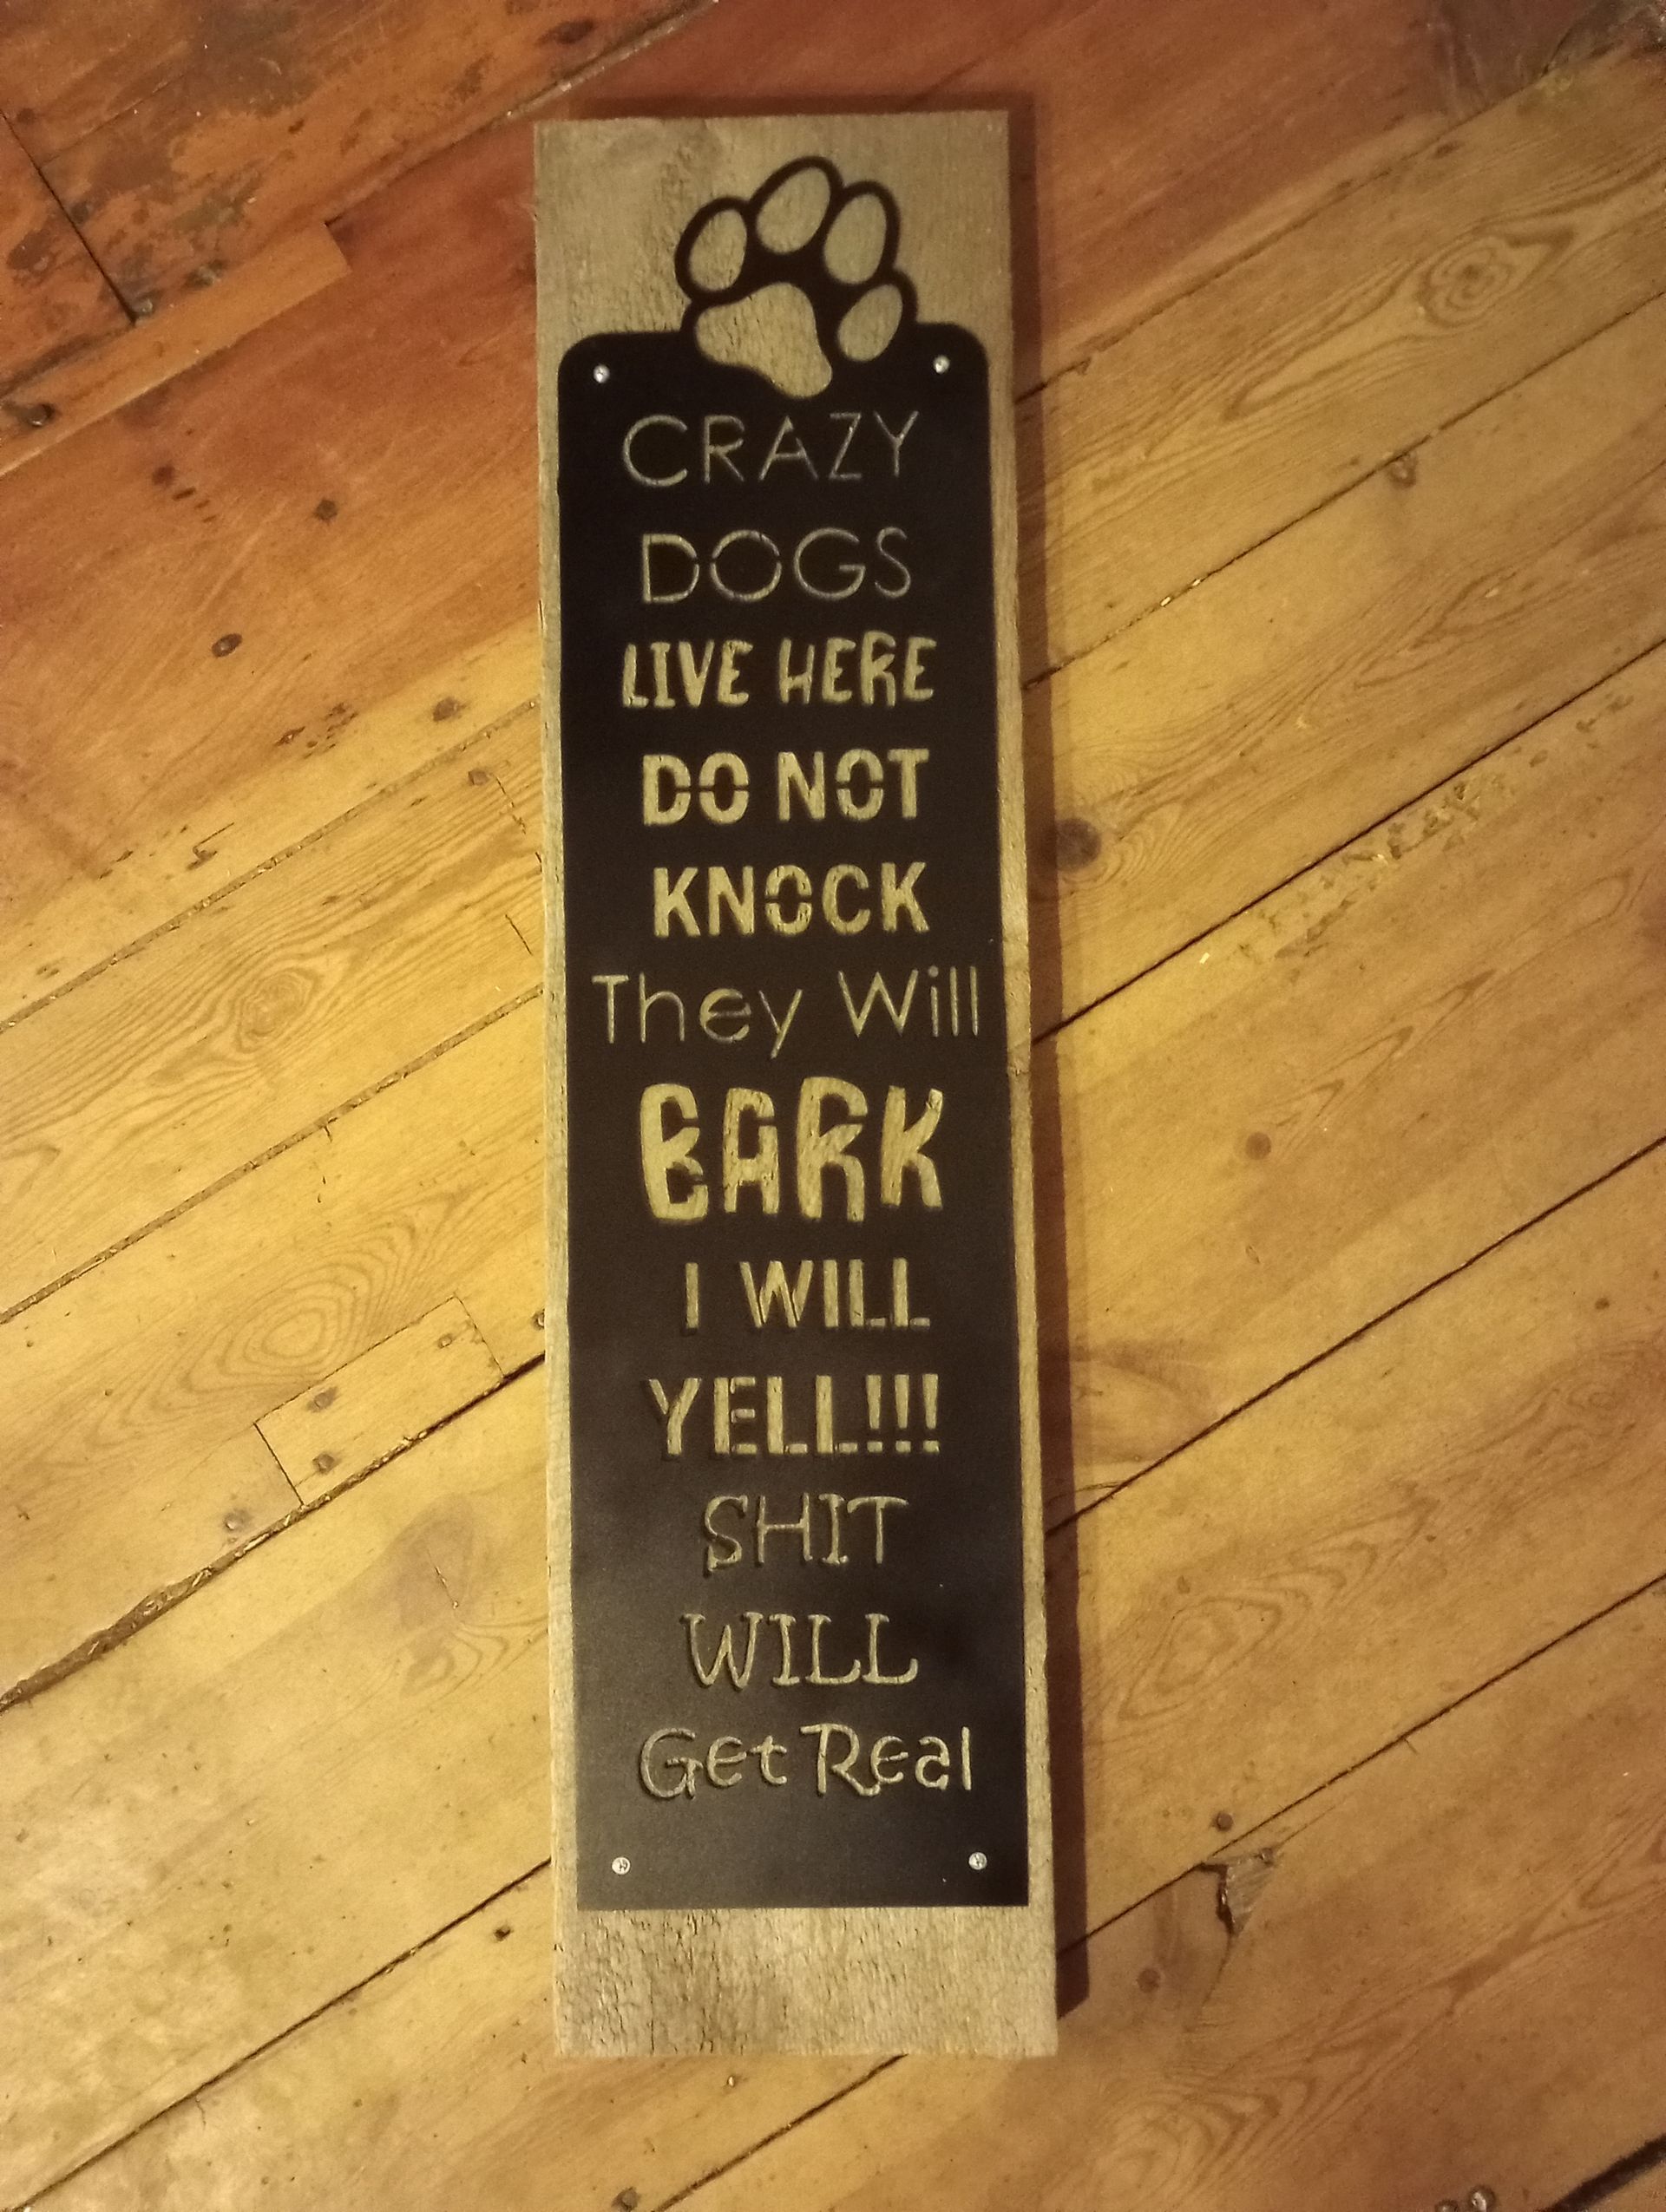 CRAZY
DOGS
LIVE HERE
DO NOT
KNOCK
They Will
BARK
I WILL
YELL!!!
SHIT
WILL
Get Real